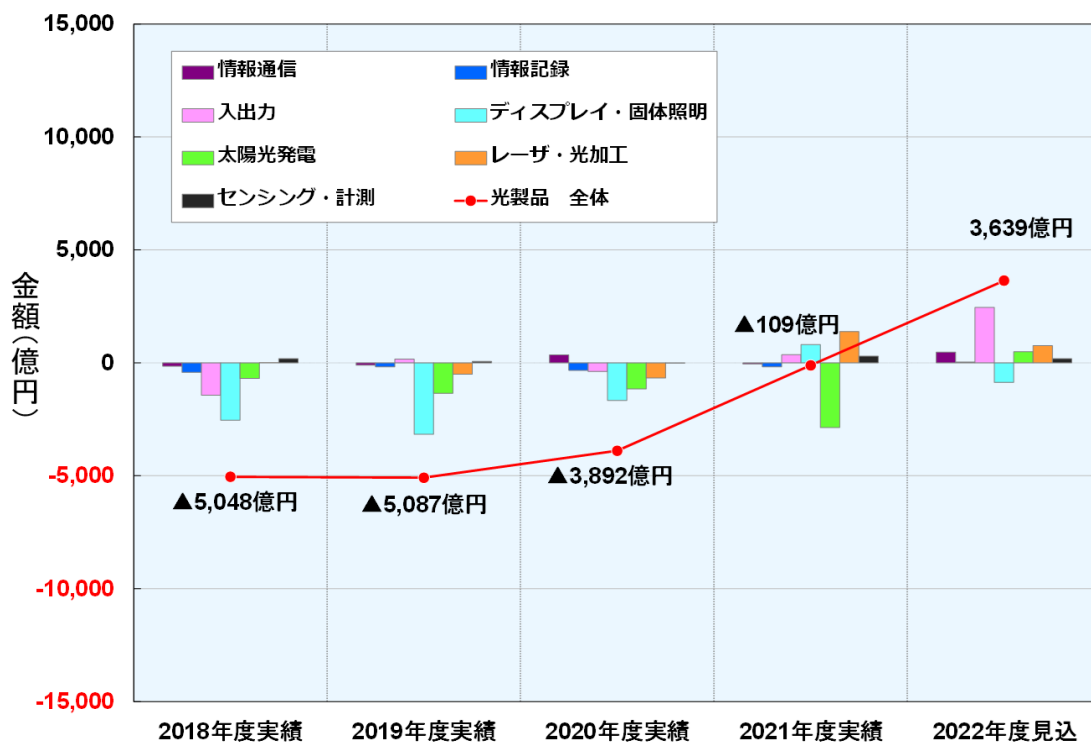 15,000
10,000
5,000
0
-5,000
-10,000
-15,000
金額(億円)
情報通信
情報記録
入出力
ディスプレイ・固体照明
太陽光発電
レーザ・光加工
センシング・計測
光製品　全体
▲5,048億円
▲5,087億円
▲3,892億円
▲109億円
3,639億円
2018年度実績
2019年度実績
2020年度実績
2021年度実績
2022年度見込